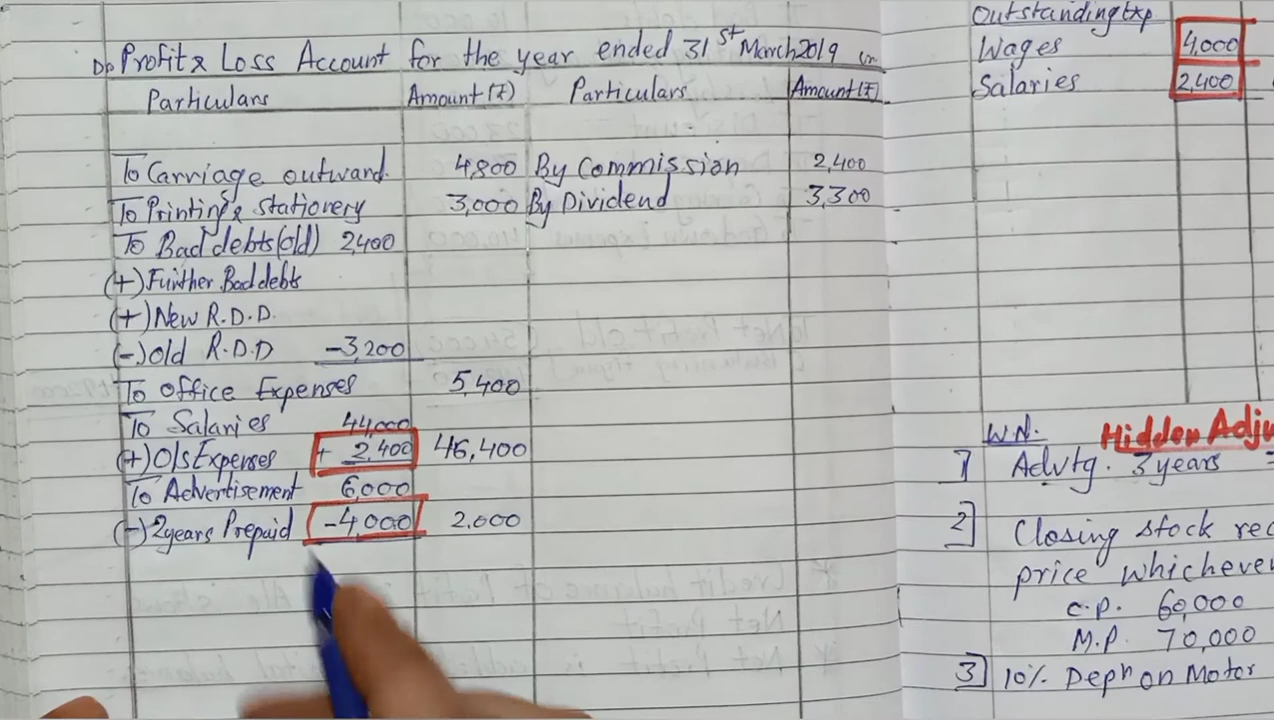 Dr. Profit & Loss Account for the year ended 31st March 2019 Cr.
Particulars Amount (₹) Particulars Amount (₹)
To Carriage outward. 4,800 By Commission 2,400
To Printing & Stationery 3,000 By Dividend 3,300
To Bad debts (old) 2,400
(+) Further Bad debts
(+) New R.D.D.
(-) Old R.D.D -3,200
To Office Expenses 5,400
To Salaries 44,000
(+) O/s Expenses + 2,400 46,400
To Advertisement 6,000
(-) 2 years Prepaid -4,000 2,000
Outstanding Exp
Wages 4,000
Salaries 2,400
W.N. Hidden Adju
1] Advtg. 3 years =
2] Closing stock rec
price whichever
C.P. 60,000
M.P. 70,000
3] 10% Depn on Motor